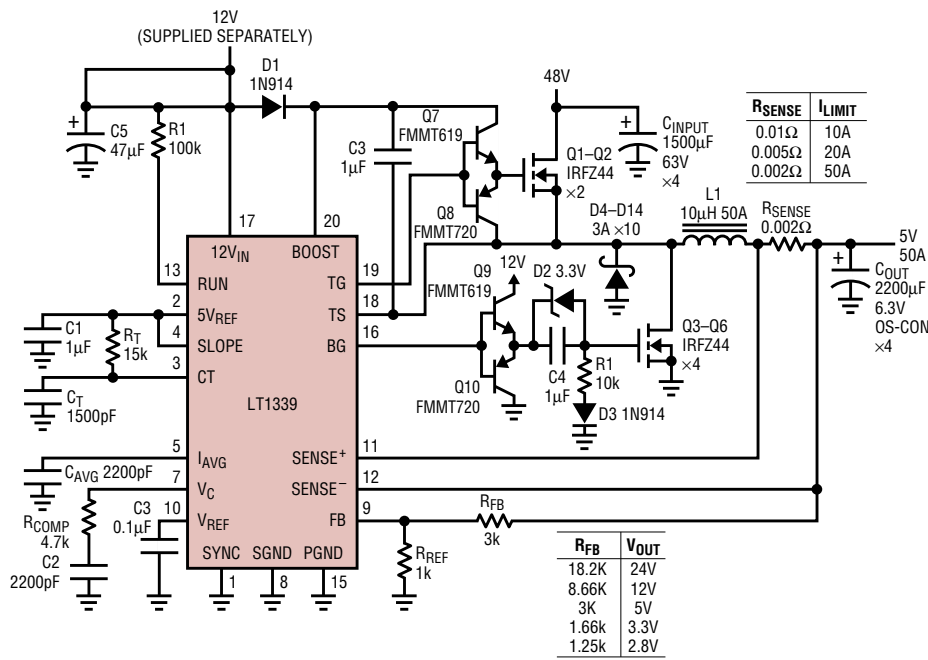 12V
(SUPPLIED SEPARATELY)
D1
1N914
48V
Q7
FMMT619
+
C5
47µF
R1
100k
C3
1µF
Q1–Q2
IRFZ44
×2
+
CINPUT
1500µF
63V
×4
RSENSE ILIMIT
0.01Ω 10A
0.005Ω 20A
0.002Ω 50A
Q8
FMMT720
D4–D14
3A ×10
L1
10µH 50A
RSENSE
0.002Ω
5V
50A
17
20
12VIN
BOOST
13
RUN
TG
19
2
5VREF
TS
18
4
SLOPE
BG
16
3
CT
LT1339
5
IAVG
SENSE+
11
7
VC
SENSE–
12
10
VREF
FB
9
SYNC
SGND
PGND
1
8
15
C1
1µF
RT
15k
CT
1500pF
CAVG 2200pF
RCOMP
4.7k
C2
2200pF
C3
0.1µF
Q9
FMMT619
12V
D2 3.3V
Q10
FMMT720
C4
1µF
R1
10k
D3 1N914
Q3–Q6
IRFZ44
×4
+
COUT
2200µF
6.3V
OS-CON
×4
RFB
3k
RREF
1k
RFB VOUT
18.2K 24V
8.66K 12V
3K 5V
1.66k 3.3V
1.25k 2.8V